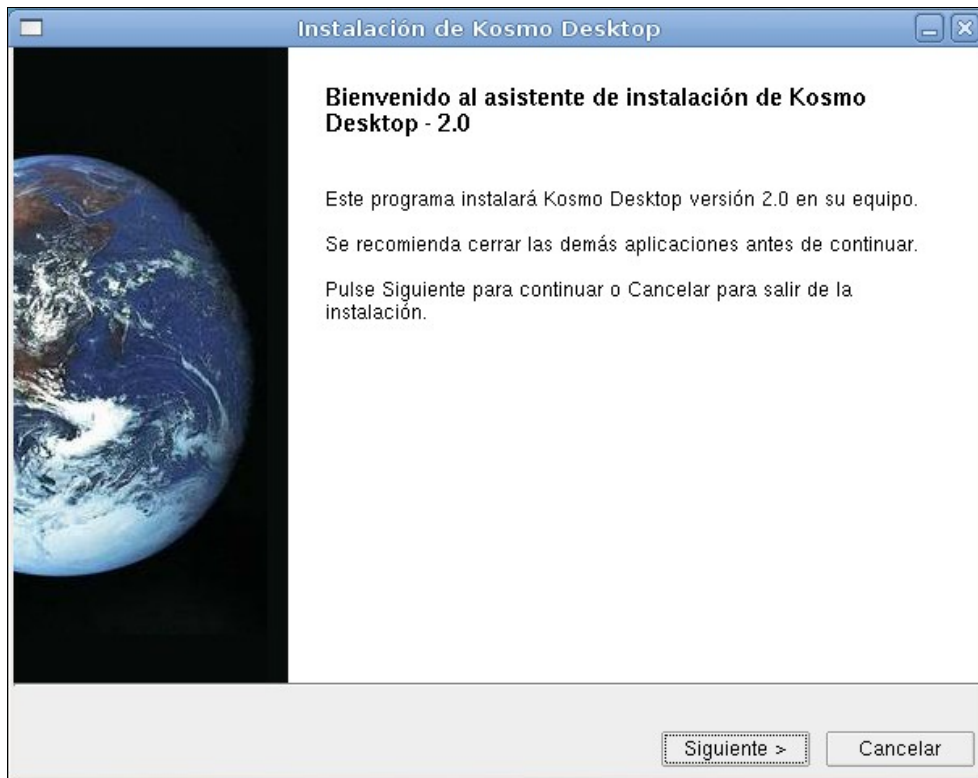 Instalación de Kosmo Desktop
Bienvenido al asistente de instalación de Kosmo
Desktop - 2.0
Este programa instalará Kosmo Desktop versión 2.0 en su equipo.
Se recomienda cerrar las demás aplicaciones antes de continuar.
Pulse Siguiente para continuar o Cancelar para salir de la
instalación.
Siguiente >
Cancelar